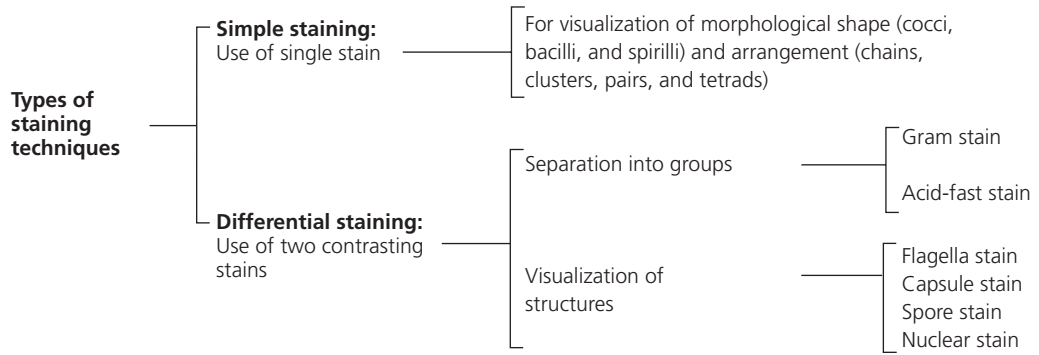 Types of
staining
techniques
Simple staining:
Use of single stain
For visualization of morphological shape (cocci,
bacilli, and spirilli) and arrangement (chains,
clusters, pairs, and tetrads)
Differential staining:
Use of two contrasting
stains
Separation into groups
Gram stain
Acid-fast stain
Visualization of
structures
Flagella stain
Capsule stain
Spore stain
Nuclear stain